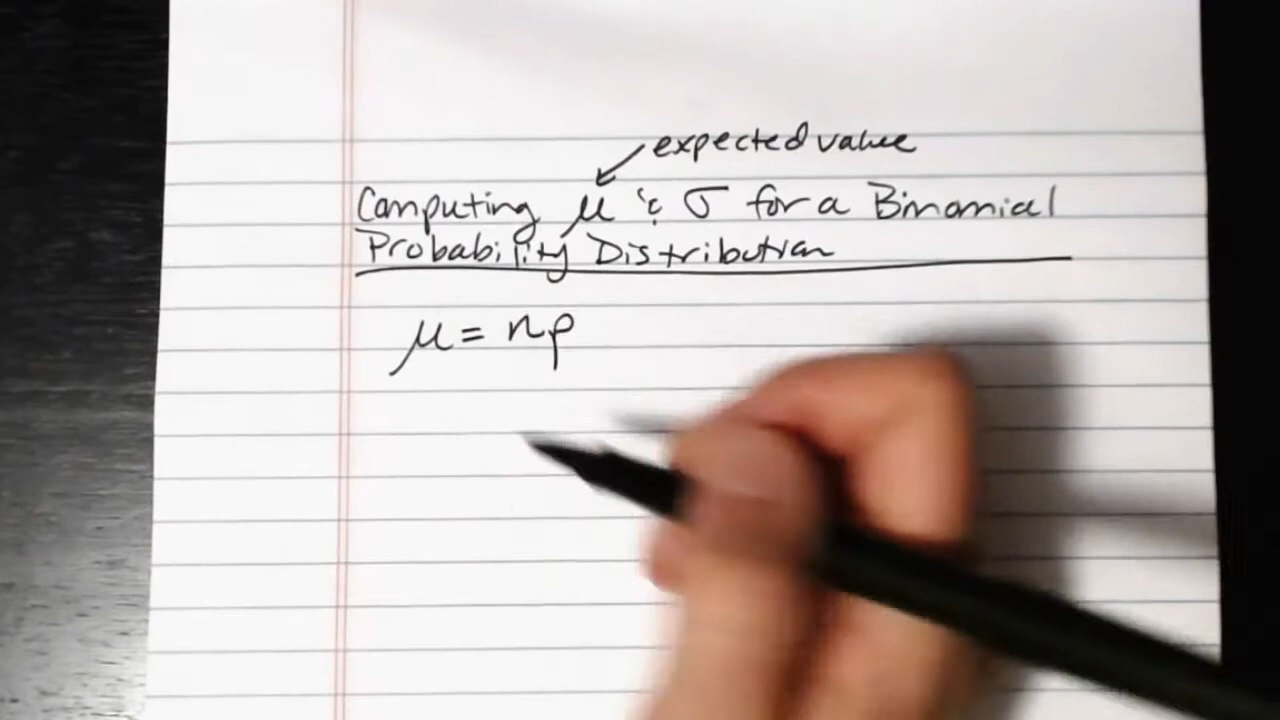 expected value
Computing μ & σ for a Binomial
Probability Distribution
μ = np